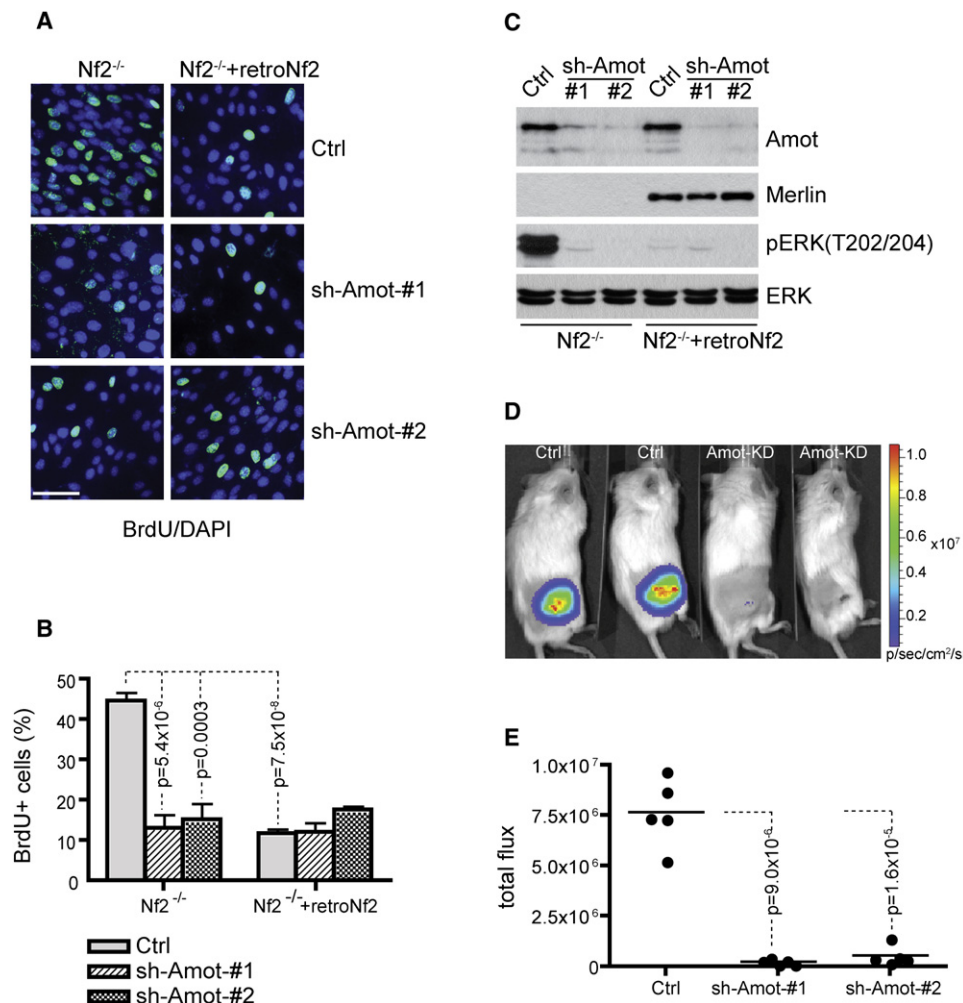 A
Nf2-/- Nf2-/-+retroNf2
Ctrl
sh-Amot-#1
sh-Amot-#2
BrdU/DAPI
B
BrdU+ cells (%)
50
40
30
20
10
0
p=5.4x10-6
p=0.0003
p=7.5x10-8
Nf2-/- Nf2-/-+retroNf2
Ctrl
sh-Amot-#1
sh-Amot-#2
C
Ctrl sh-Amot #1 #2 Ctrl sh-Amot #1 #2
Amot
Merlin
pERK(T202/204)
ERK
Nf2-/- Nf2-/-+retroNf2
D
Ctrl Ctrl Amot-KD Amot-KD
1.0
0.8
0.6
x107
0.4
0.2
p/sec/cm2/s
E
total flux
1.0x107
7.5x106
5.0x106
2.5x106
0
p=9.0x10-6
p=1.6x10-5
Ctrl sh-Amot-#1 sh-Amot-#2